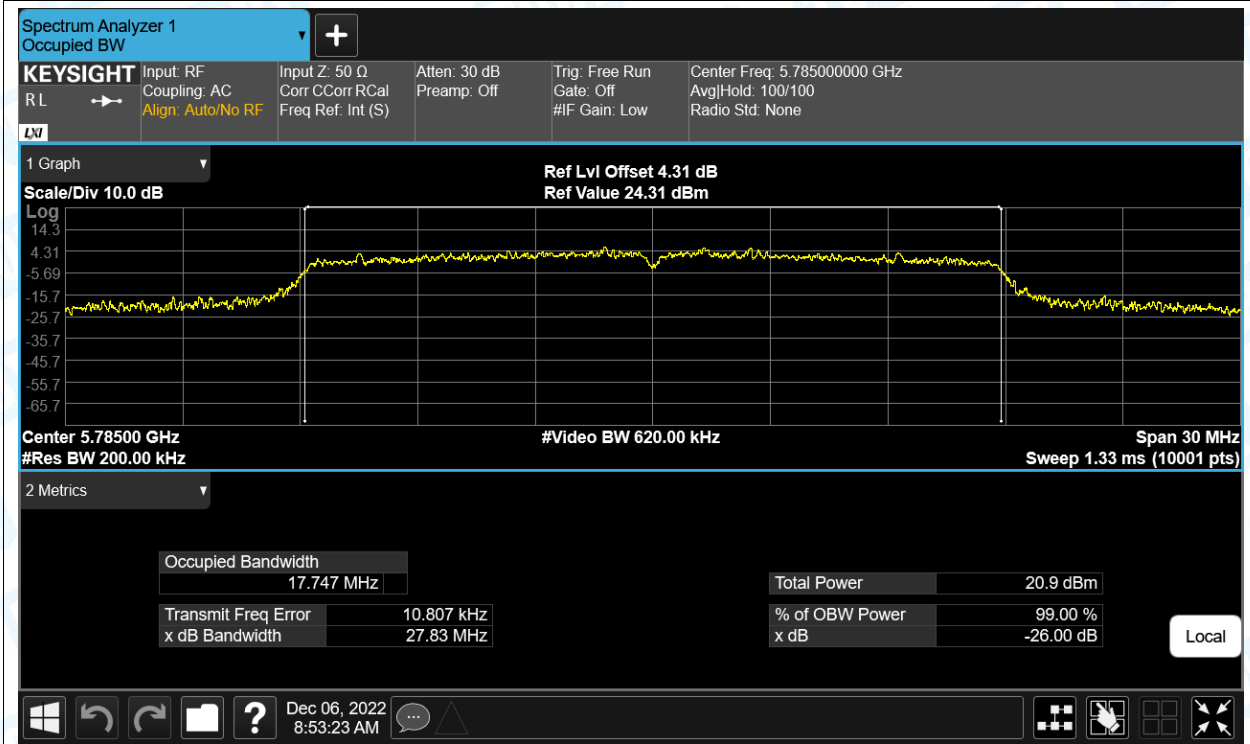 Spectrum Analyzer 1
Occupied BW
KEYSIGHT
R L
LXI
Input: RF
Coupling: AC
Align: Auto/No RF
Input Z: 50 Ω
Corr CCorr RCal
Freq Ref: Int (S)
Atten: 30 dB
Preamp: Off
Trig: Free Run
Gate: Off
#IF Gain: Low
Center Freq: 5.785000000 GHz
Avg|Hold: 100/100
Radio Std: None
1 Graph
Scale/Div 10.0 dB
Ref Lvl Offset 4.31 dB
Ref Value 24.31 dBm
Log
14.3
4.31
-5.69
-15.7
-25.7
-35.7
-45.7
-55.7
-65.7
Center 5.78500 GHz
#Video BW 620.00 kHz
Span 30 MHz
#Res BW 200.00 kHz
Sweep 1.33 ms (10001 pts)
2 Metrics
Occupied Bandwidth
17.747 MHz
Total Power 20.9 dBm
Transmit Freq Error 10.807 kHz
% of OBW Power 99.00 %
x dB Bandwidth 27.83 MHz
x dB -26.00 dB
Local
?
Dec 06, 2022
8:53:23 AM